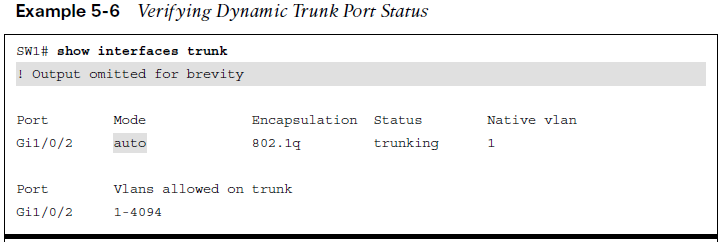 Example 5-6 Verifying Dynamic Trunk Port Status
SW1# show interfaces trunk
! Output omitted for brevity
Port Mode Encapsulation Status Native vlan
Gi1/0/2 auto 802.1q trunking 1
Port Vlans allowed on trunk
Gi1/0/2 1-4094